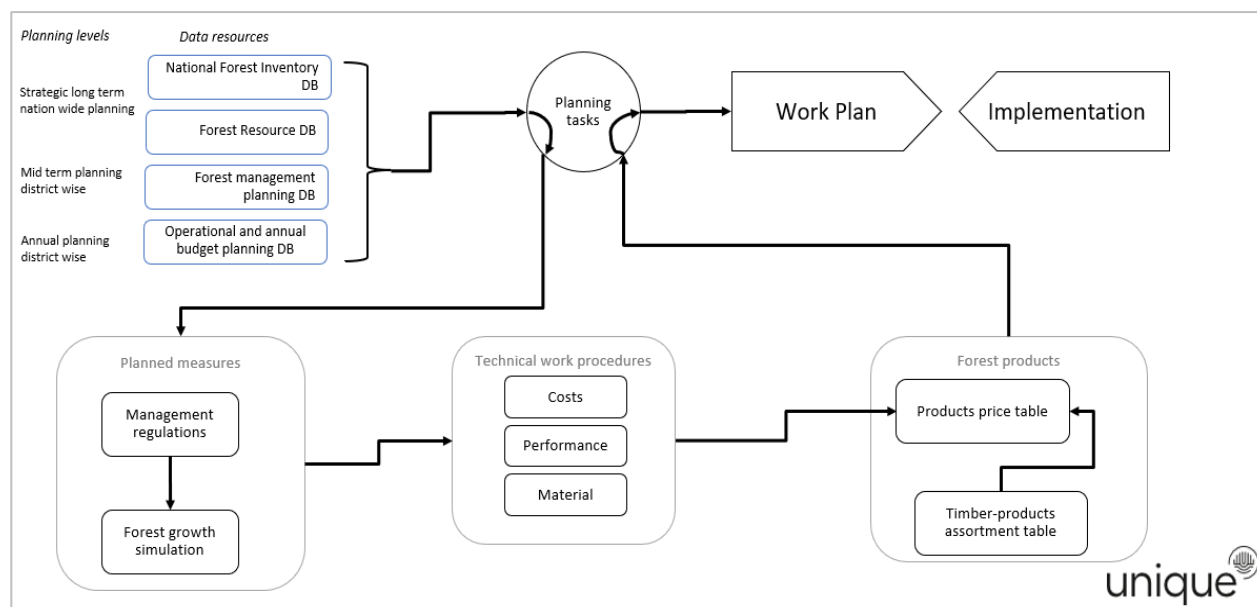 Planning levels
Data resources
National Forest Inventory
DB
Strategic long term
nation wide planning
Forest Resource DB
Mid term planning
district wise
Forest management
planning DB
Annual planning
district wise
Operational and annual
budget planning DB
Planning
tasks
Work Plan
Implementation
Planned measures
Management
regulations
Forest growth
simulation
Technical work procedures
Costs
Performance
Material
Forest products
Products price table
Timber-products
assortment table
unique